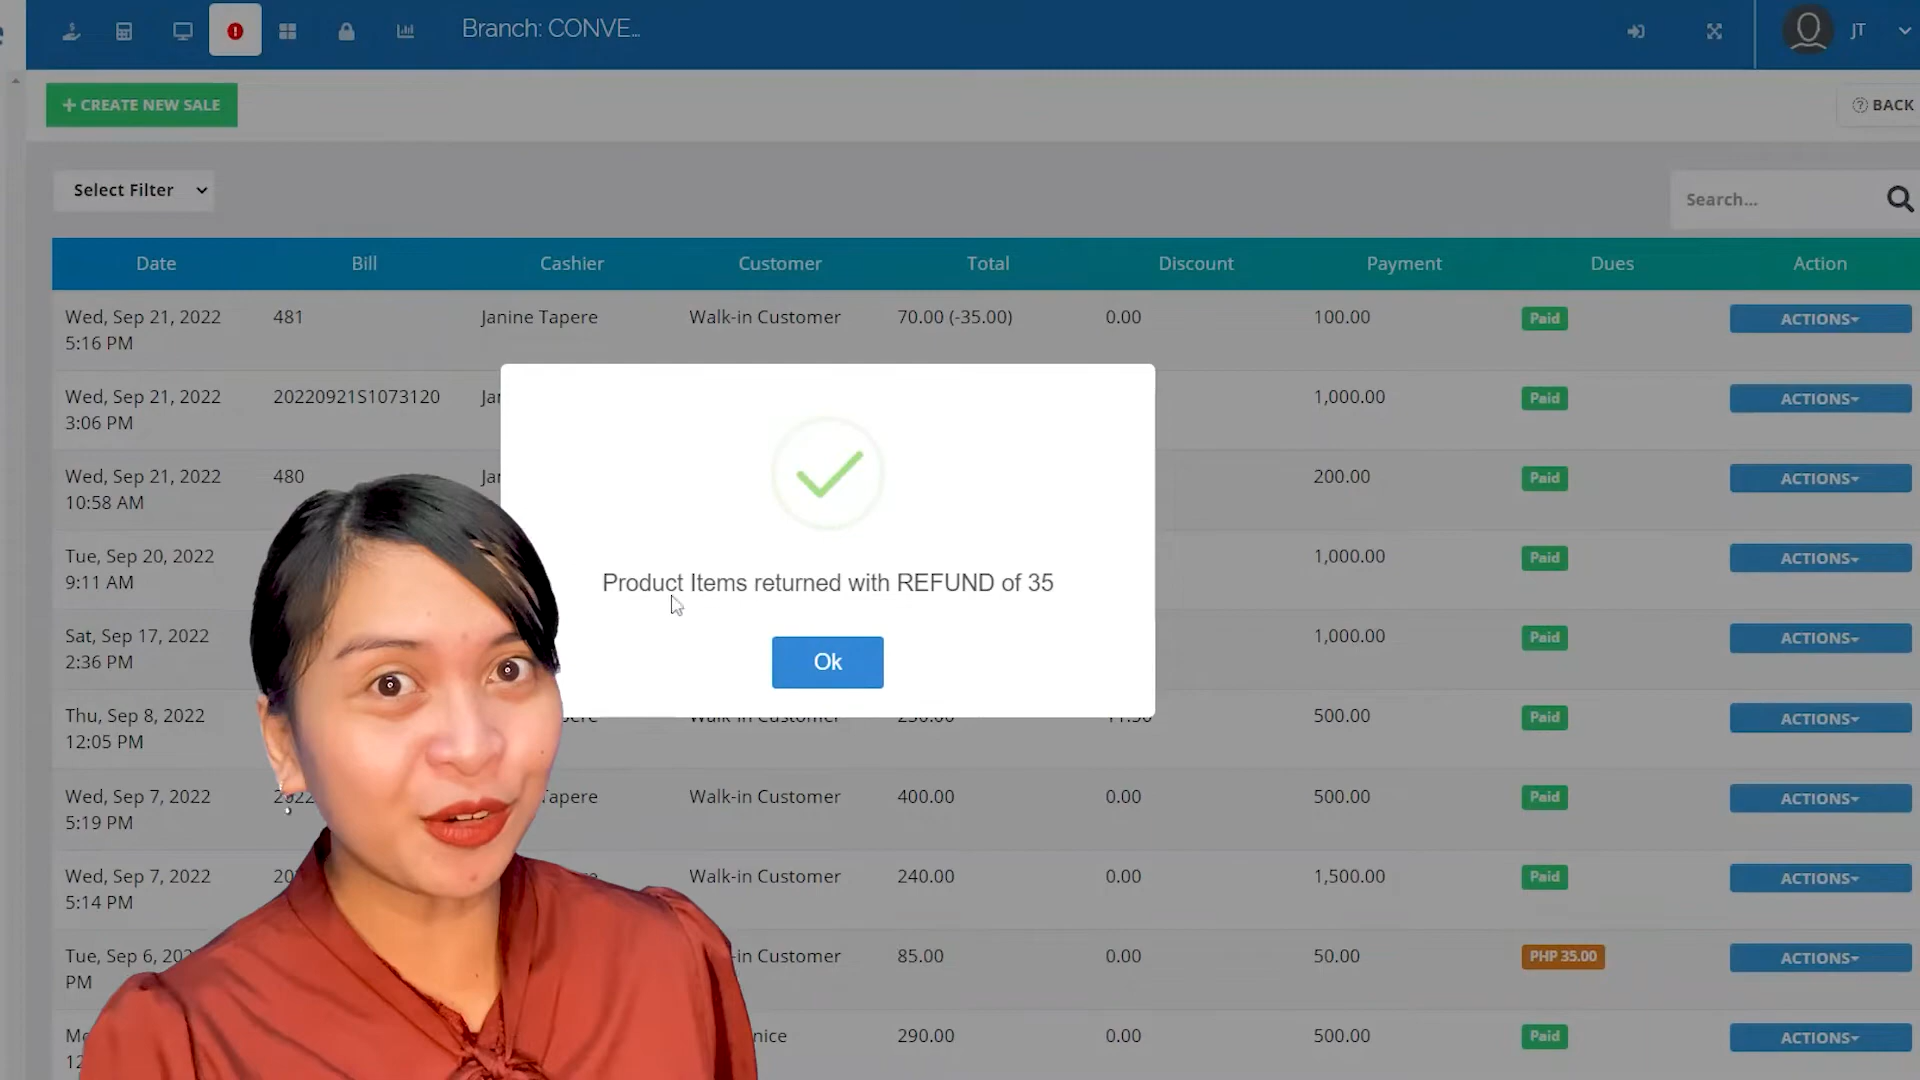 Branch: CONVE...
JT
+ CREATE NEW SALE
BACK
Select Filter
Search...
Date Bill Cashier Customer Total Discount Payment Dues Action
Wed, Sep 21, 2022 481 Janine Tapere Walk-in Customer 70.00 (-35.00) 0.00 100.00 Paid ACTIONS
5:16 PM
Wed, Sep 21, 2022 20220921S1073120 1,000.00 Paid ACTIONS
3:06 PM
Wed, Sep 21, 2022 480 200.00 Paid ACTIONS
10:58 AM
Tue, Sep 20, 2022 1,000.00 Paid ACTIONS
9:11 AM
Product Items returned with REFUND of 35
Ok
Sat, Sep 17, 2022 1,000.00 Paid ACTIONS
2:36 PM
Thu, Sep 8, 2022 500.00 Paid ACTIONS
12:05 PM
Wed, Sep 7, 2022 Tapere Walk-in Customer 400.00 0.00 500.00 Paid ACTIONS
5:19 PM
Wed, Sep 7, 2022 Walk-in Customer 240.00 0.00 1,500.00 Paid ACTIONS
5:14 PM
Tue, Sep 6, -in Customer 85.00 0.00 50.00 PHP 35.00 ACTIONS
PM
290.00 0.00 500.00 Paid ACTIONS